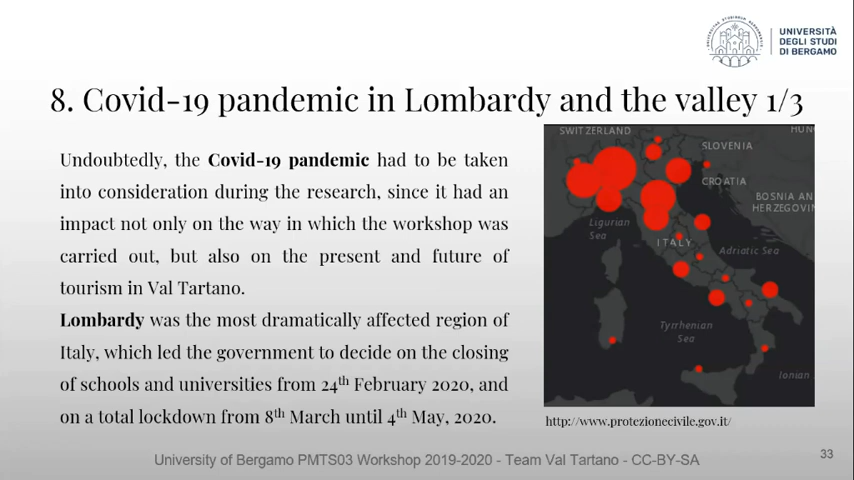 UNIVERSITÀ
DEGLI STUDI
DI BERGAMO
8. Covid-19 pandemic in Lombardy and the valley 1/3
Undoubtedly, the Covid-19 pandemic had to be taken
into consideration during the research, since it had an
impact not only on the way in which the workshop was
carried out, but also on the present and future of
tourism in Val Tartano.
Lombardy was the most dramatically affected region of
Italy, which led the government to decide on the closing
of schools and universities from 24th February 2020, and
on a total lockdown from 8th March until 4th May, 2020.
SWITZERLAND
HUN
SLOVENIA
CROATIA
BOSNIA AN
HERZEGOVIN
Ligurian
Sea
ITALY
Adriatic Sea
Tyrrhenian
Sea
Ionian
http://www.protezionecivile.gov.it/
University of Bergamo PMTS03 Workshop 2019-2020 - Team Val Tartano - CC-BY-SA
33